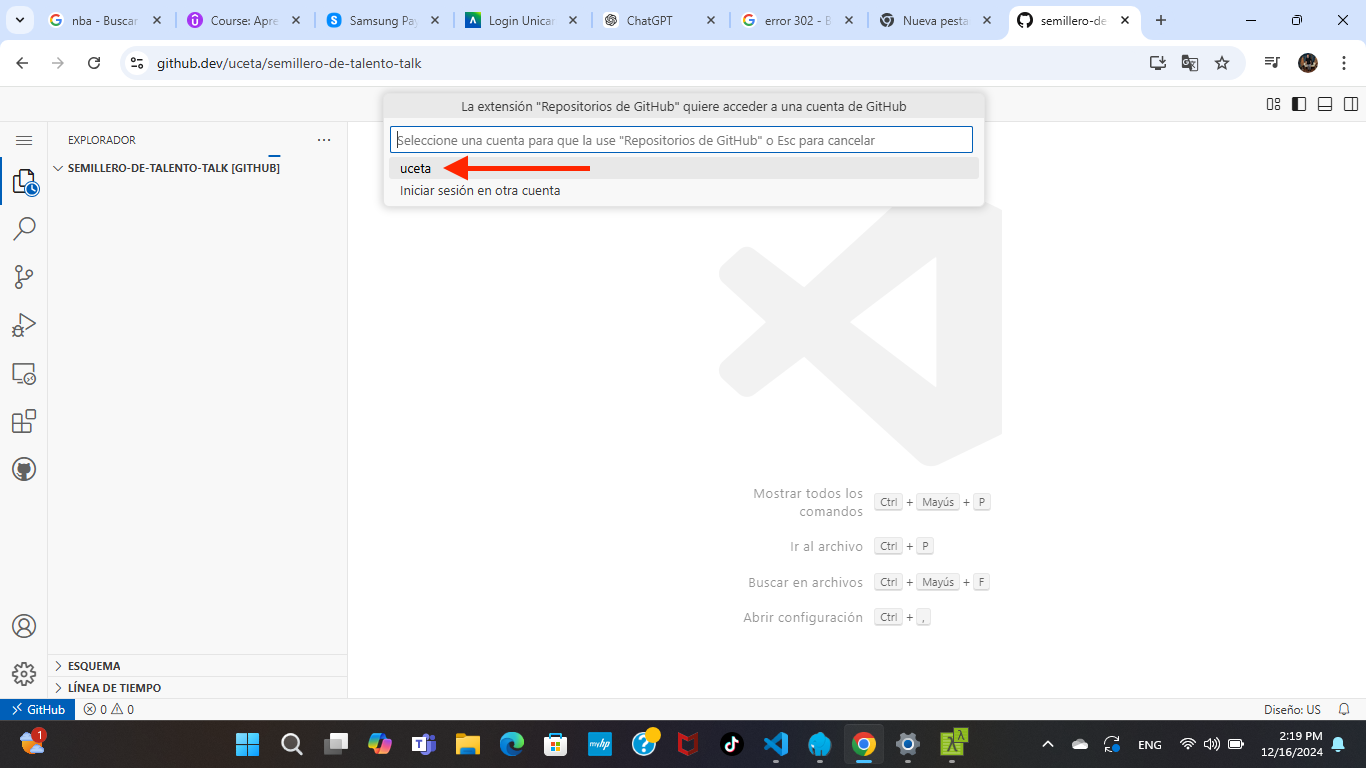 nba - Buscar
Course: Apre
Samsung Pay
Login Unicar
ChatGPT
error 302 - B
Nueva pesta
semillero-de
github.dev/uceta/semillero-de-talento-talk
La extensión "Repositorios de GitHub" quiere acceder a una cuenta de GitHub
Seleccione una cuenta para que la use "Repositorios de GitHub" o Esc para cancelar
uceta
Iniciar sesión en otra cuenta
EXPLORADOR
SEMILLERO-DE-TALENTO-TALK [GITHUB]
Mostrar todos los
comandos
Ctrl + Mayús + P
Ir al archivo Ctrl + P
Buscar en archivos Ctrl + Mayús + F
Abrir configuración Ctrl + ,
ESQUEMA
LÍNEA DE TIEMPO
GitHub
0
0
Diseño: US
1
myhp
ENG
2:19 PM
12/16/2024